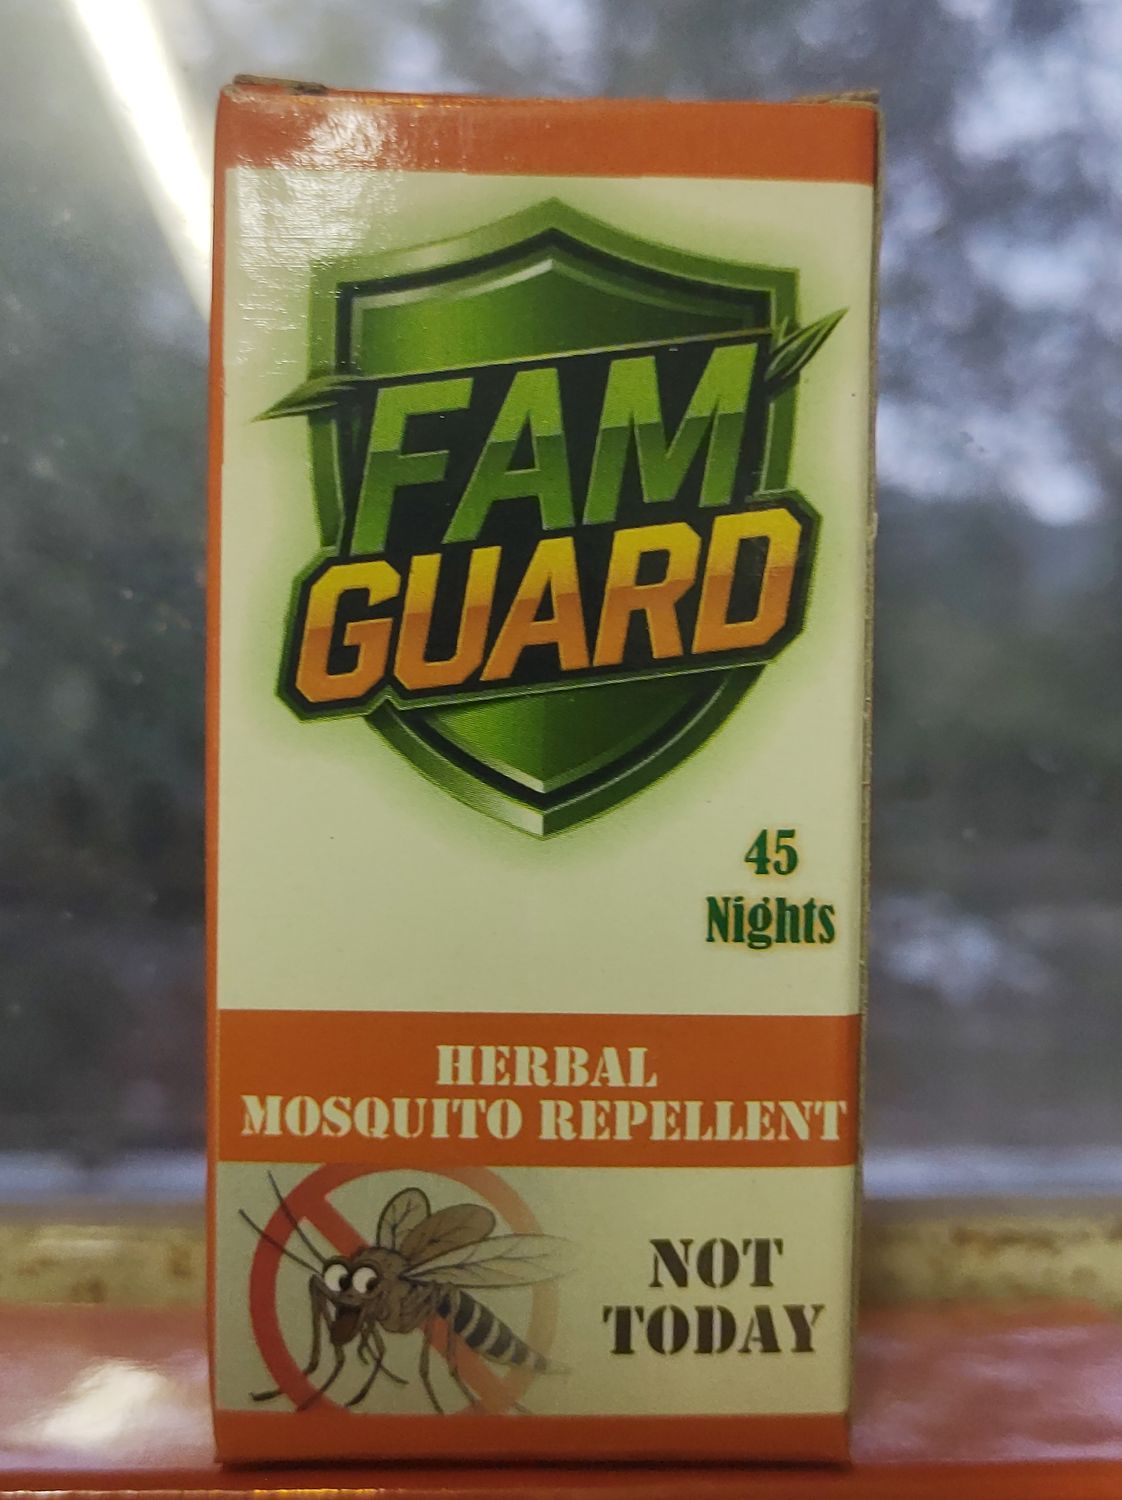 FAM
GUARD
45
Nights
HERBAL
MOSQUITO REPELLENT
NOT
TODAY